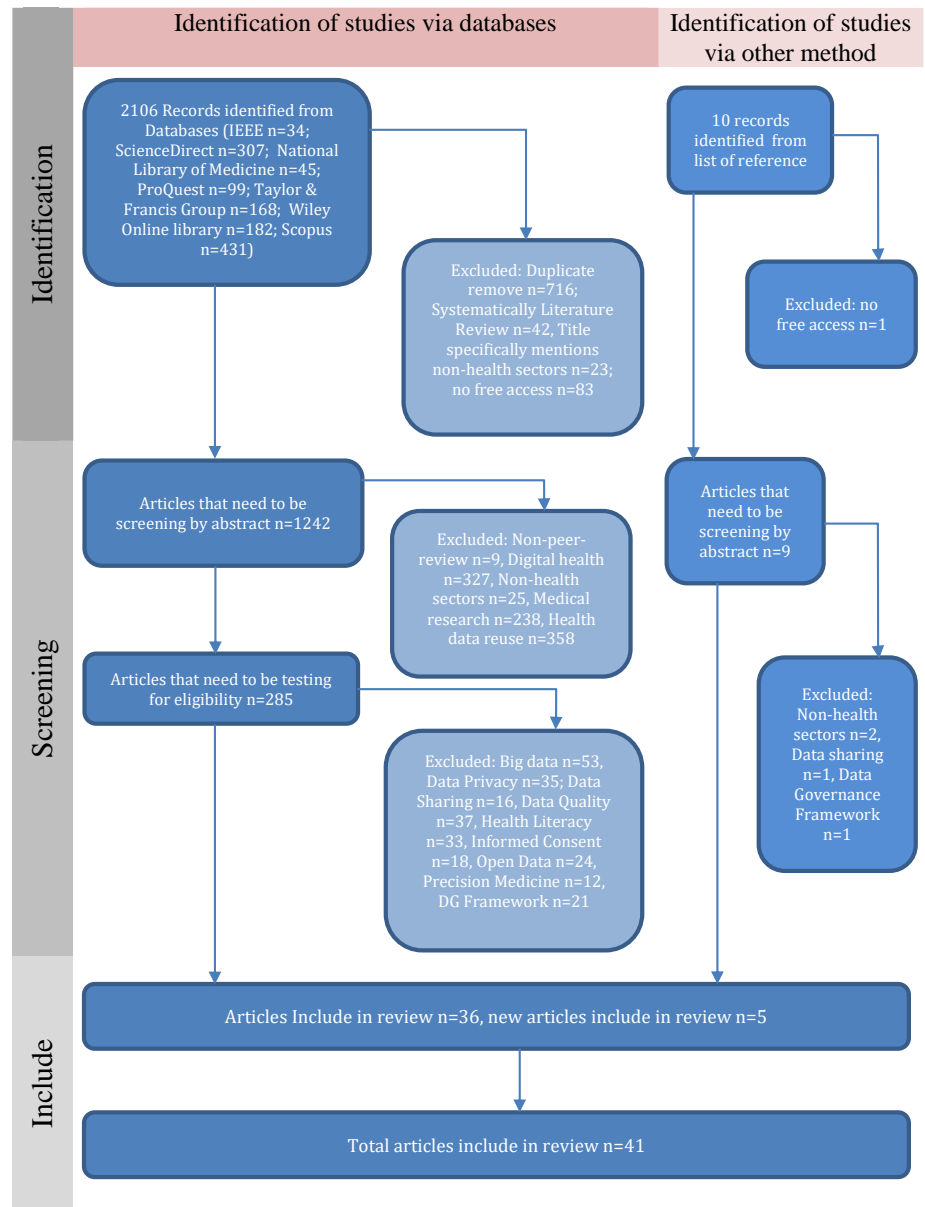 Identification of studies via databases
Identification of studies
via other method
Identification
2106 Records identified from
Databases (IEEE n=34;
ScienceDirect n=307; National
Library of Medicine n=45;
ProQuest n=99; Taylor &
Francis Group n=168; Wiley
Online library n=182; Scopus
n=431)
10 records
identified from
list of reference
Excluded: Duplicate
remove n=716;
Systematically Literature
Review n=42, Title
specifically mentions
non-health sectors n=23;
no free access n=83
Excluded: no
free access n=1
Screening
Articles that need to be
screening by abstract n=1242
Articles that
need to be
screening by
abstract n=9
Excluded: Non-peer-
review n=9, Digital health
n=327, Non-health
sectors n=25, Medical
research n=238, Health
data reuse n=358
Articles that need to be testing
for eligibility n=285
Excluded:
Non-health
sectors n=2,
Data sharing
n=1, Data
Governance
Framework
n=1
Excluded: Big data n=53,
Data Privacy n=35; Data
Sharing n=16, Data Quality
n=37, Health Literacy
n=33, Informed Consent
n=18, Open Data n=24,
Precision Medicine n=12,
DG Framework n=21
Include
Articles Include in review n=36, new articles include in review n=5
Total articles include in review n=41